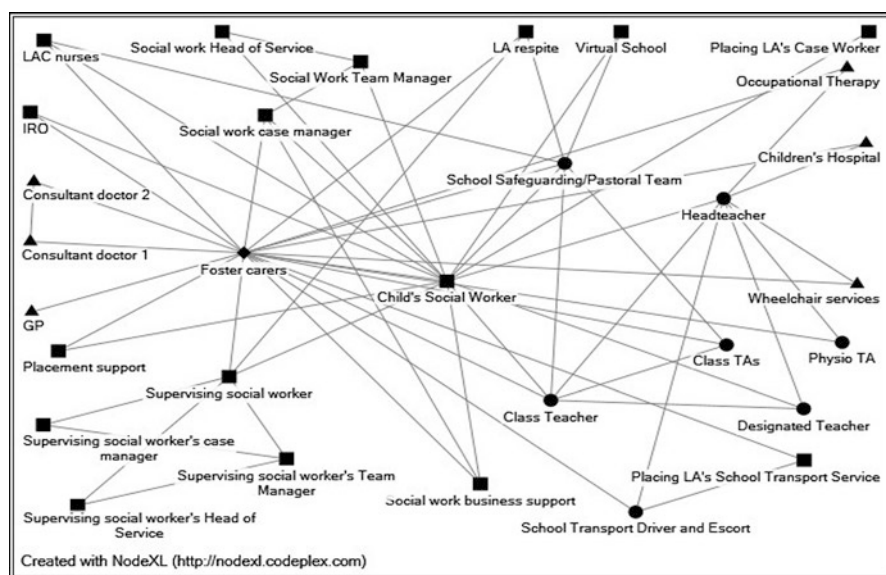 LAC nurses
Social work Head of Service
LA respite
Virtual School
Placing LA's Case Worker
Social Work Team Manager
Occupational Therapy
IRO
Social work case manager
Children's Hospital
School Safeguarding/Pastoral Team
Consultant doctor 2
Headteacher
Consultant doctor 1
Foster carers
Child's Social Worker
Wheelchair services
GP
Placement support
Class TAs
Physio TA
Supervising social worker
Class Teacher
Designated Teacher
Supervising social worker's case
manager
Supervising social worker's Team
Manager
Placing LA's School Transport Service
Social work business support
Supervising social worker's Head of
Service
School Transport Driver and Escort
Created with NodeXL (http://nodexl.codeplex.com)